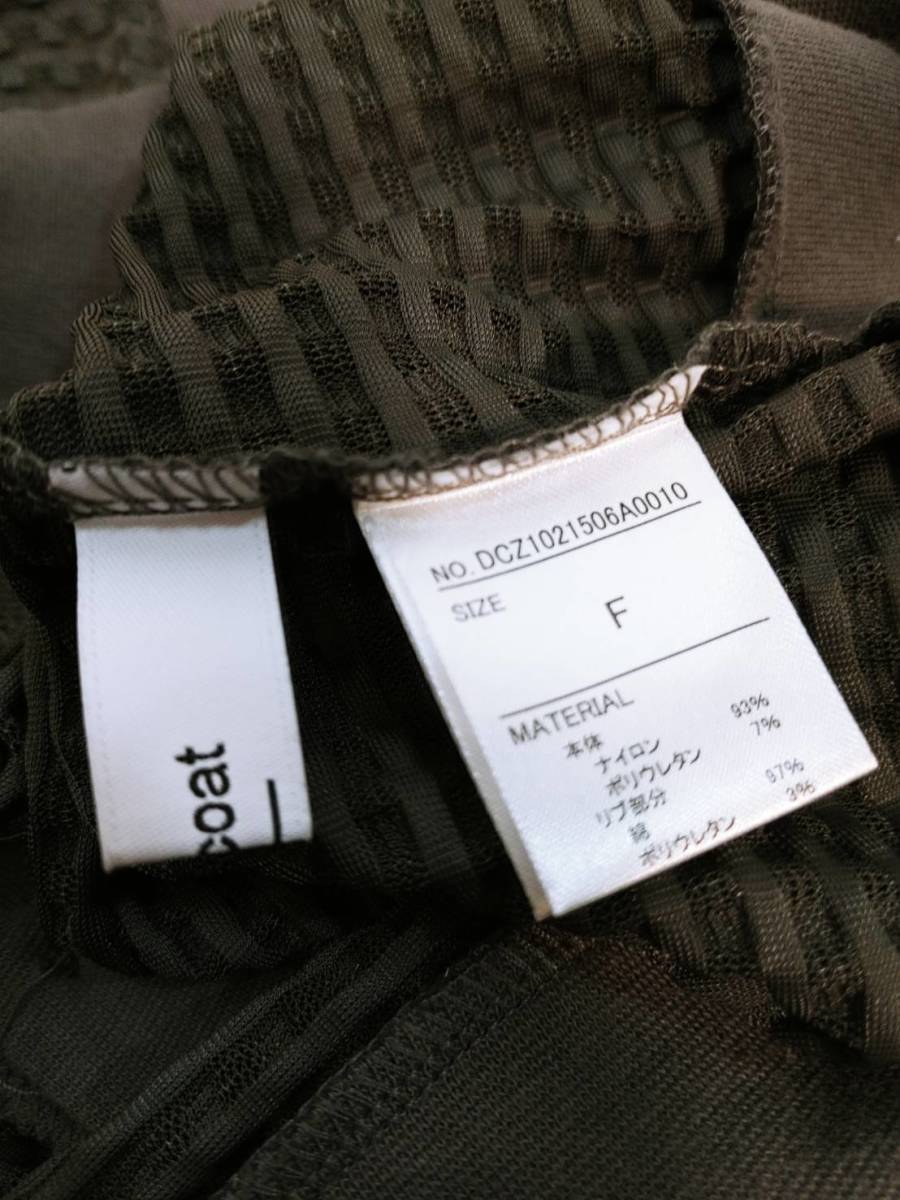 NO. DCZ1021506A0010
SIZE
F
MATERIAL
本体
ナイロン 93%
ポリウレタン 7%
リブ部分
綿 97%
ポリウレタン 3%
coat